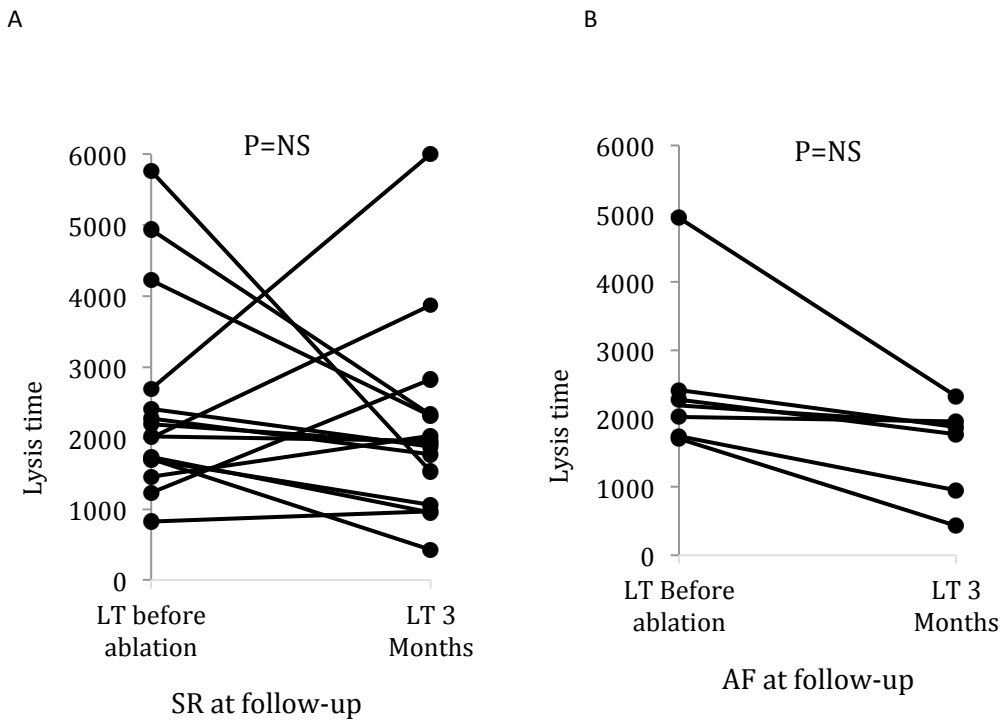 A
B
P=NS
6000
5000
4000
3000
2000
1000
0
Lysis time
LT before
ablation
LT 3
Months
SR at follow-up
P=NS
6000
5000
4000
3000
2000
1000
0
Lysis time
LT Before
ablation
LT 3
Months
AF at follow-up